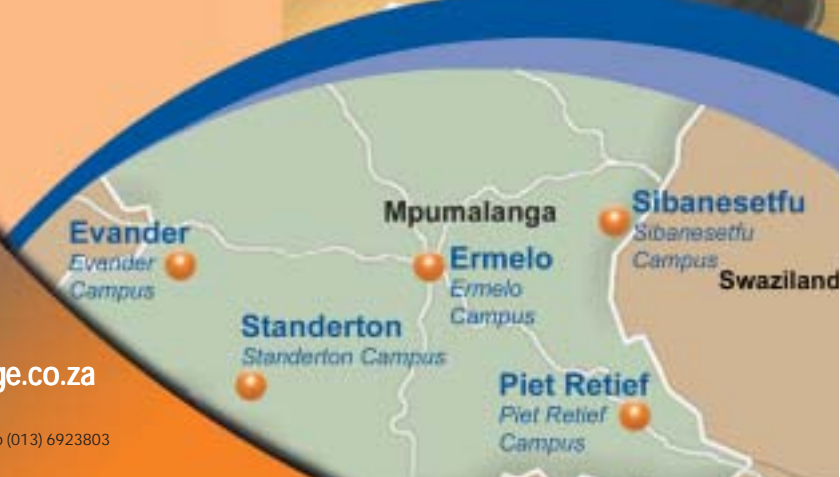 Sibanesetfu
Sibanesetfu
Campus
Mpumalanga
Evander
Evander
Campus
Ermelo
Ermelo
Campus
Swaziland
Standerton
Standerton Campus
Piet Retief
Piet Retief
Campus
ge.co.za
(013) 6923803